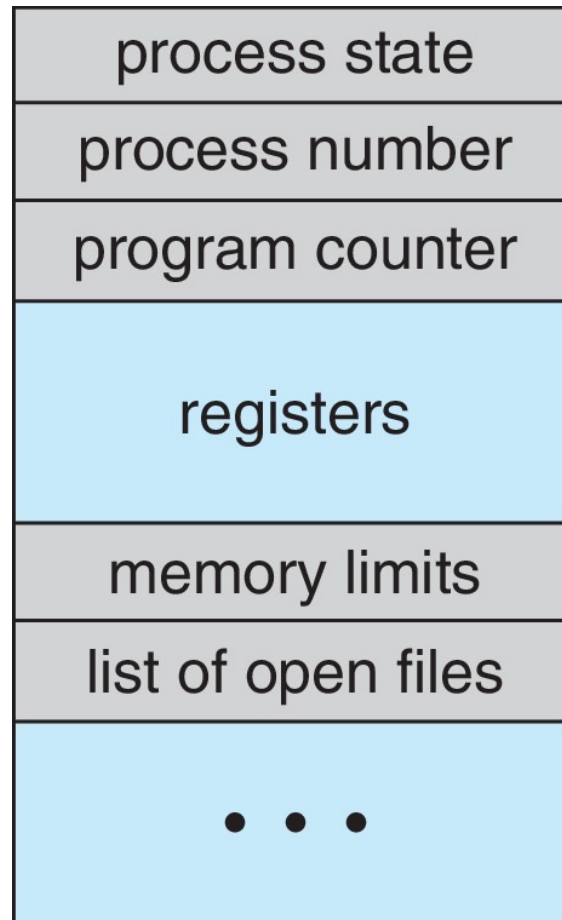 process state
process number
program counter
registers
memory limits
list of open files
• • •